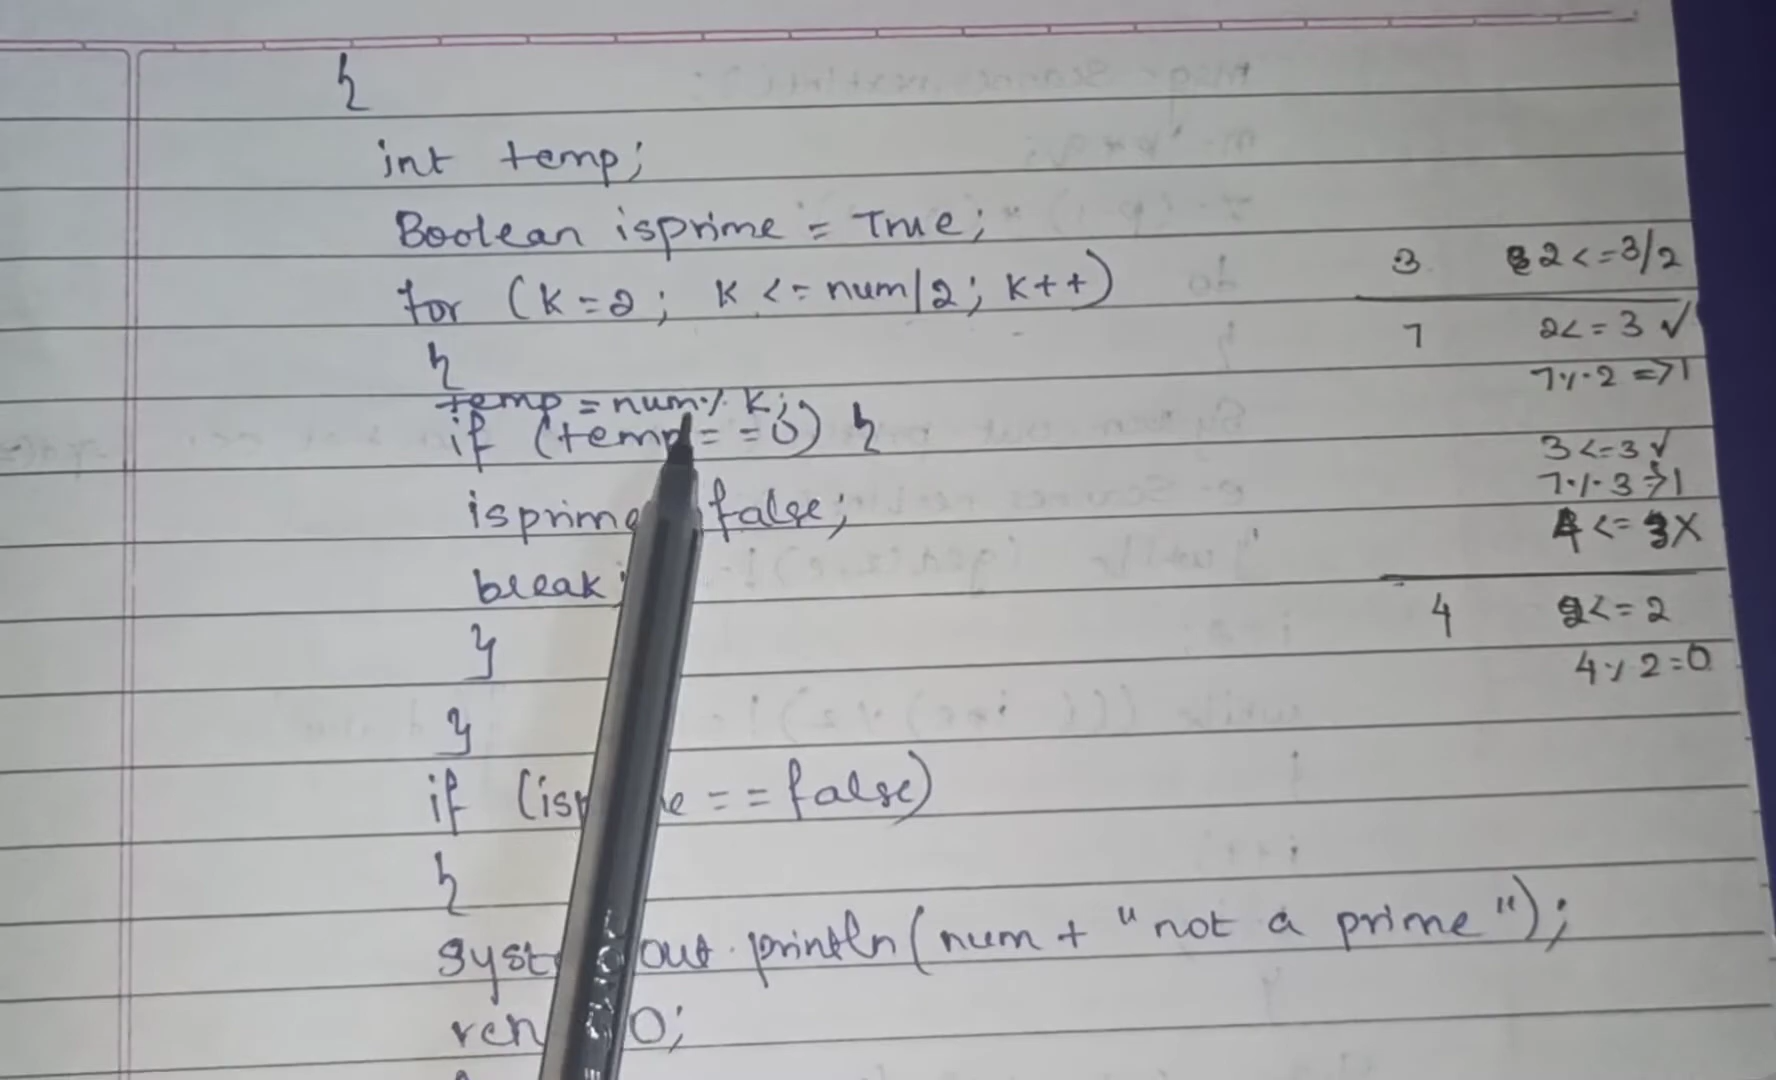 {
int temp;
Boolean isprime = True;
for (k=2; k<=num/2; k++)
{
temp = num % k;
if (temp == 0) {
isprime false;
break;
}
}
if (isp e == false)
{
Syst out.println(num + "not a prime");
0;
3 2<=3/2
7 2<=3 ✓
7%2 =>1
3<=3 ✓
7%3 =>1
4<=3 X
4 2<=2
4%2=0